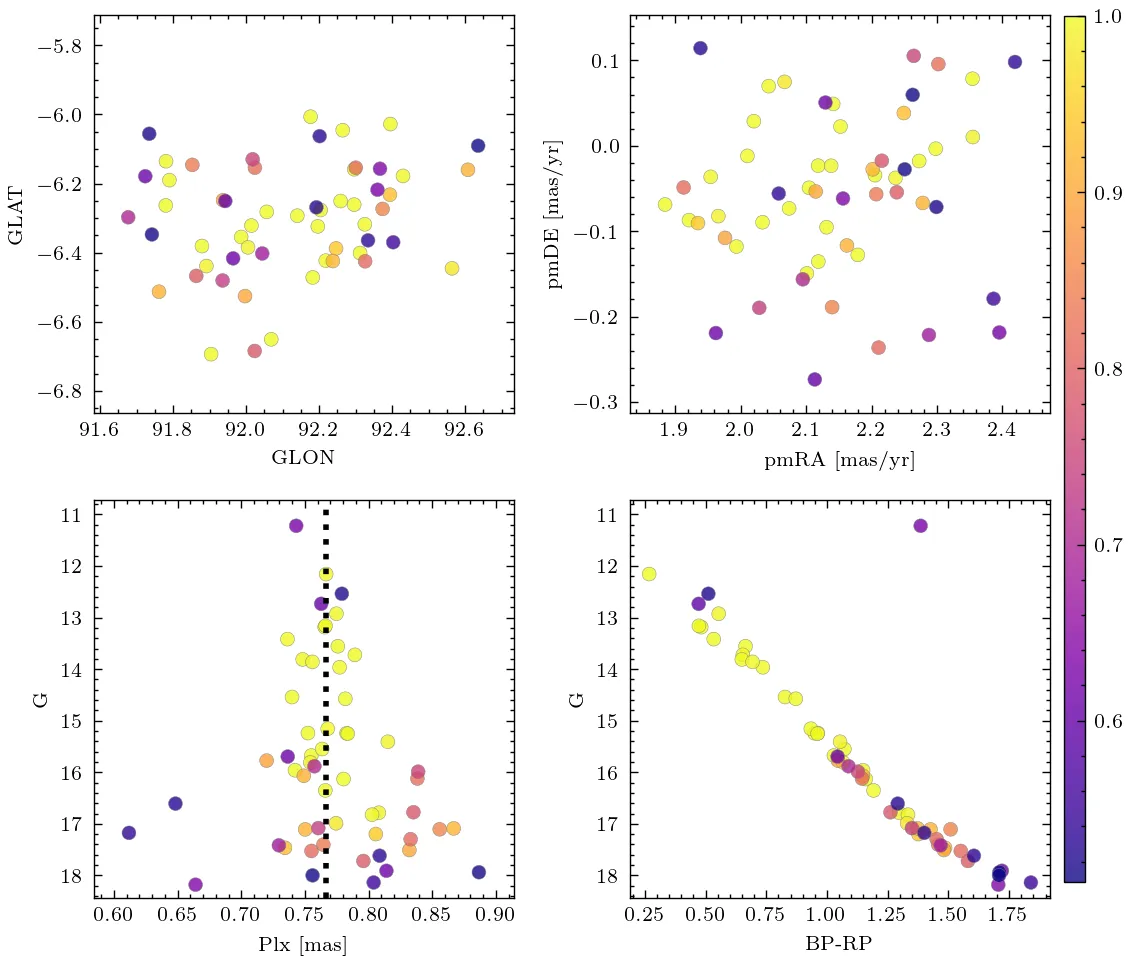 −5.8
−6.0
−6.2
−6.4
−6.6
−6.8
GLAT
91.6 91.8 92.0 92.2 92.4 92.6
GLON
0.1
0.0
−0.1
−0.2
−0.3
pmDE [mas/yr]
1.9 2.0 2.1 2.2 2.3 2.4
pmRA [mas/yr]
1.0
0.9
0.8
0.7
0.6
11
12
13
14
15
16
17
18
G
0.60 0.65 0.70 0.75 0.80 0.85 0.90
Plx [mas]
11
12
13
14
15
16
17
18
G
0.25 0.50 0.75 1.00 1.25 1.50 1.75
BP-RP